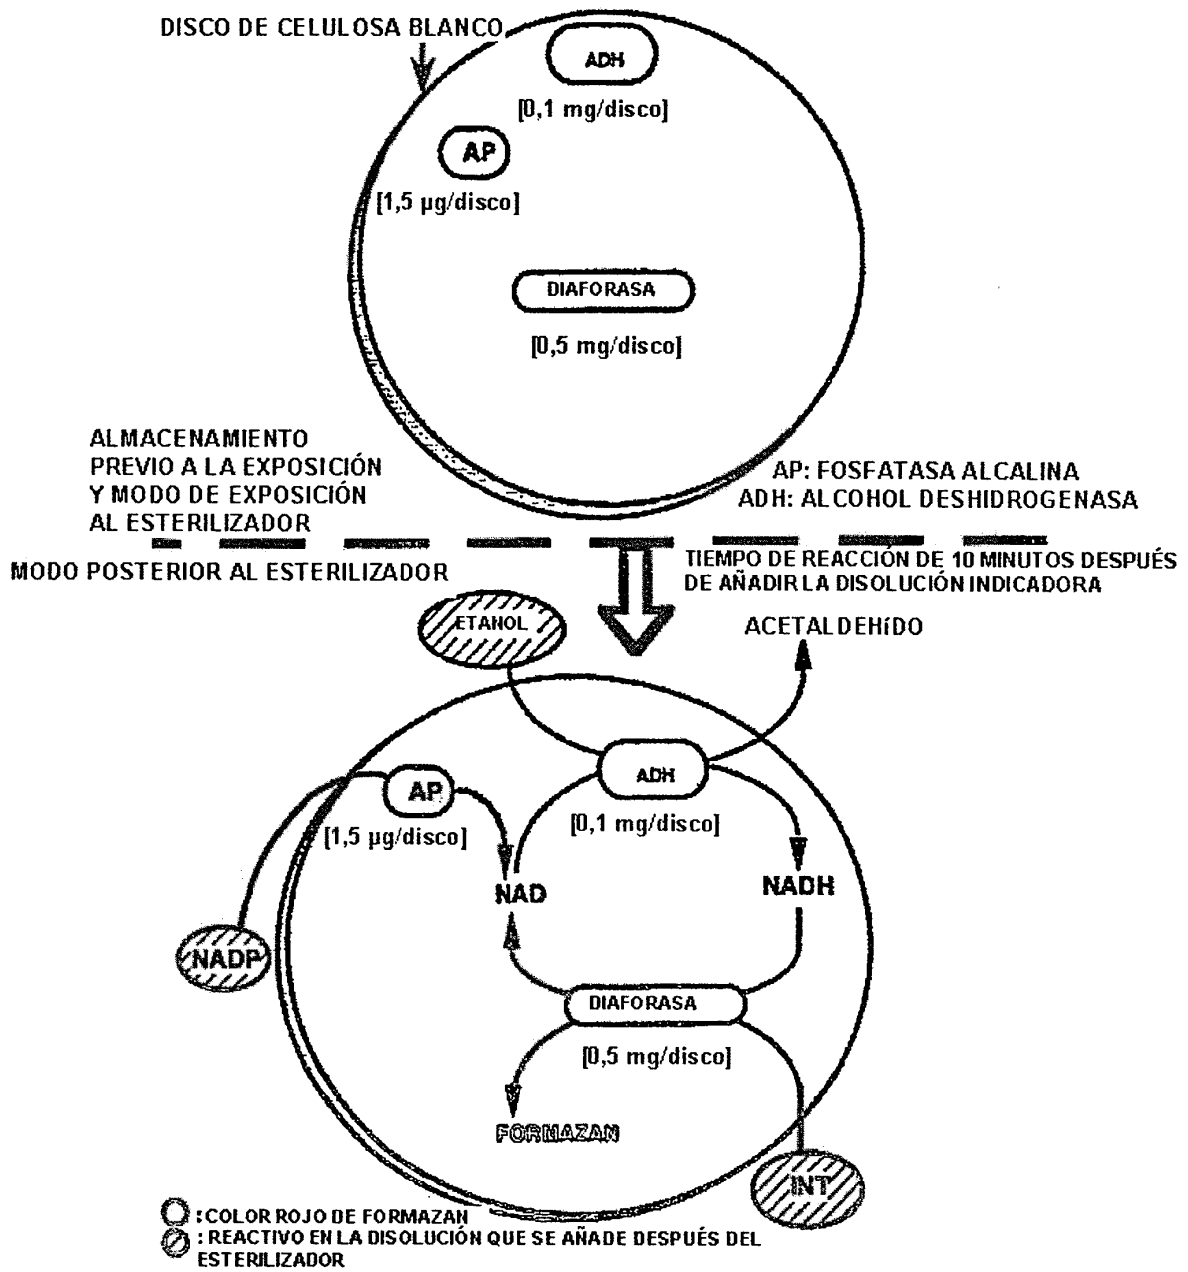 DISCO DE CELULOSA BLANCO
ADH
[0,1 mg/disco]
AP
[1,5 µg/disco]
DIAFORASA
[0,5 mg/disco]
ALMACENAMIENTO
PREVIO A LA EXPOSICIÓN
Y MODO DE EXPOSICIÓN
AL ESTERILIZADOR
AP: FOSFATASA ALCALINA
ADH: ALCOHOL DESHIDROGENASA
MODO POSTERIOR AL ESTERILIZADOR
TIEMPO DE REACCIÓN DE 10 MINUTOS DESPUÉS
DE AÑADIR LA DISOLUCIÓN INDICADORA
ETANOL
ACETALDEHÍDO
ADH
[0,1 mg/disco]
AP
[1,5 µg/disco]
NAD
NADH
NADP
DIAFORASA
[0,5 mg/disco]
FORMAZAN
INT
: COLOR ROJO DE FORMAZAN
: REACTIVO EN LA DISOLUCIÓN QUE SE AÑADE DESPUÉS DEL
ESTERILIZADOR